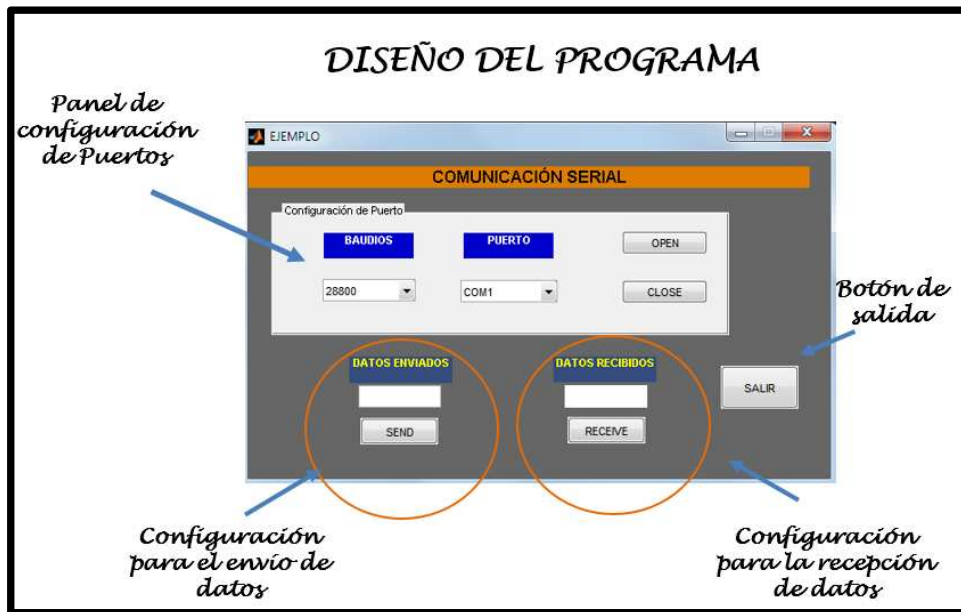 DISEÑO DEL PROGRAMA
Panel de
configuración
de Puertos
EJEMPLO
COMUNICACIÓN SERIAL
Configuración de Puerto
BAUDIOS
PUERTO
OPEN
28800
COM1
CLOSE
Botón de
salida
DATOS ENVIADOS
DATOS RECIBIDOS
SALIR
SEND
RECEIVE
Configuración
para el envío de
datos
Configuración
para la recepción
de datos